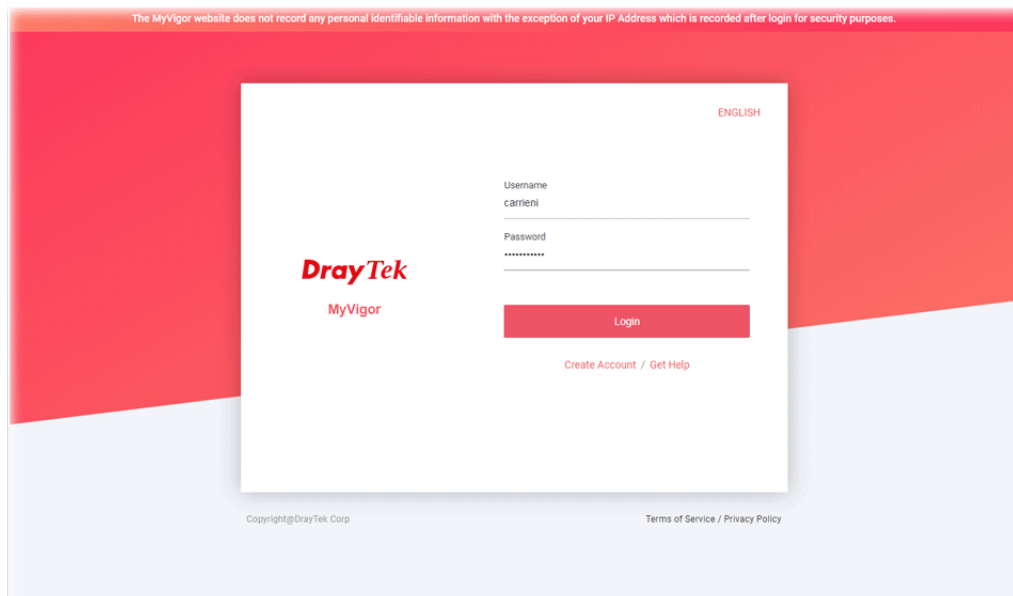 The MyVigor website does not record any personal identifiable information with the exception of your IP Address which is recorded after login for security purposes.
ENGLISH
Username
carrieni
Password
•••••••••••
DrayTek
MyVigor
Login
Create Account / Get Help
Copyright@DrayTek Corp
Terms of Service / Privacy Policy